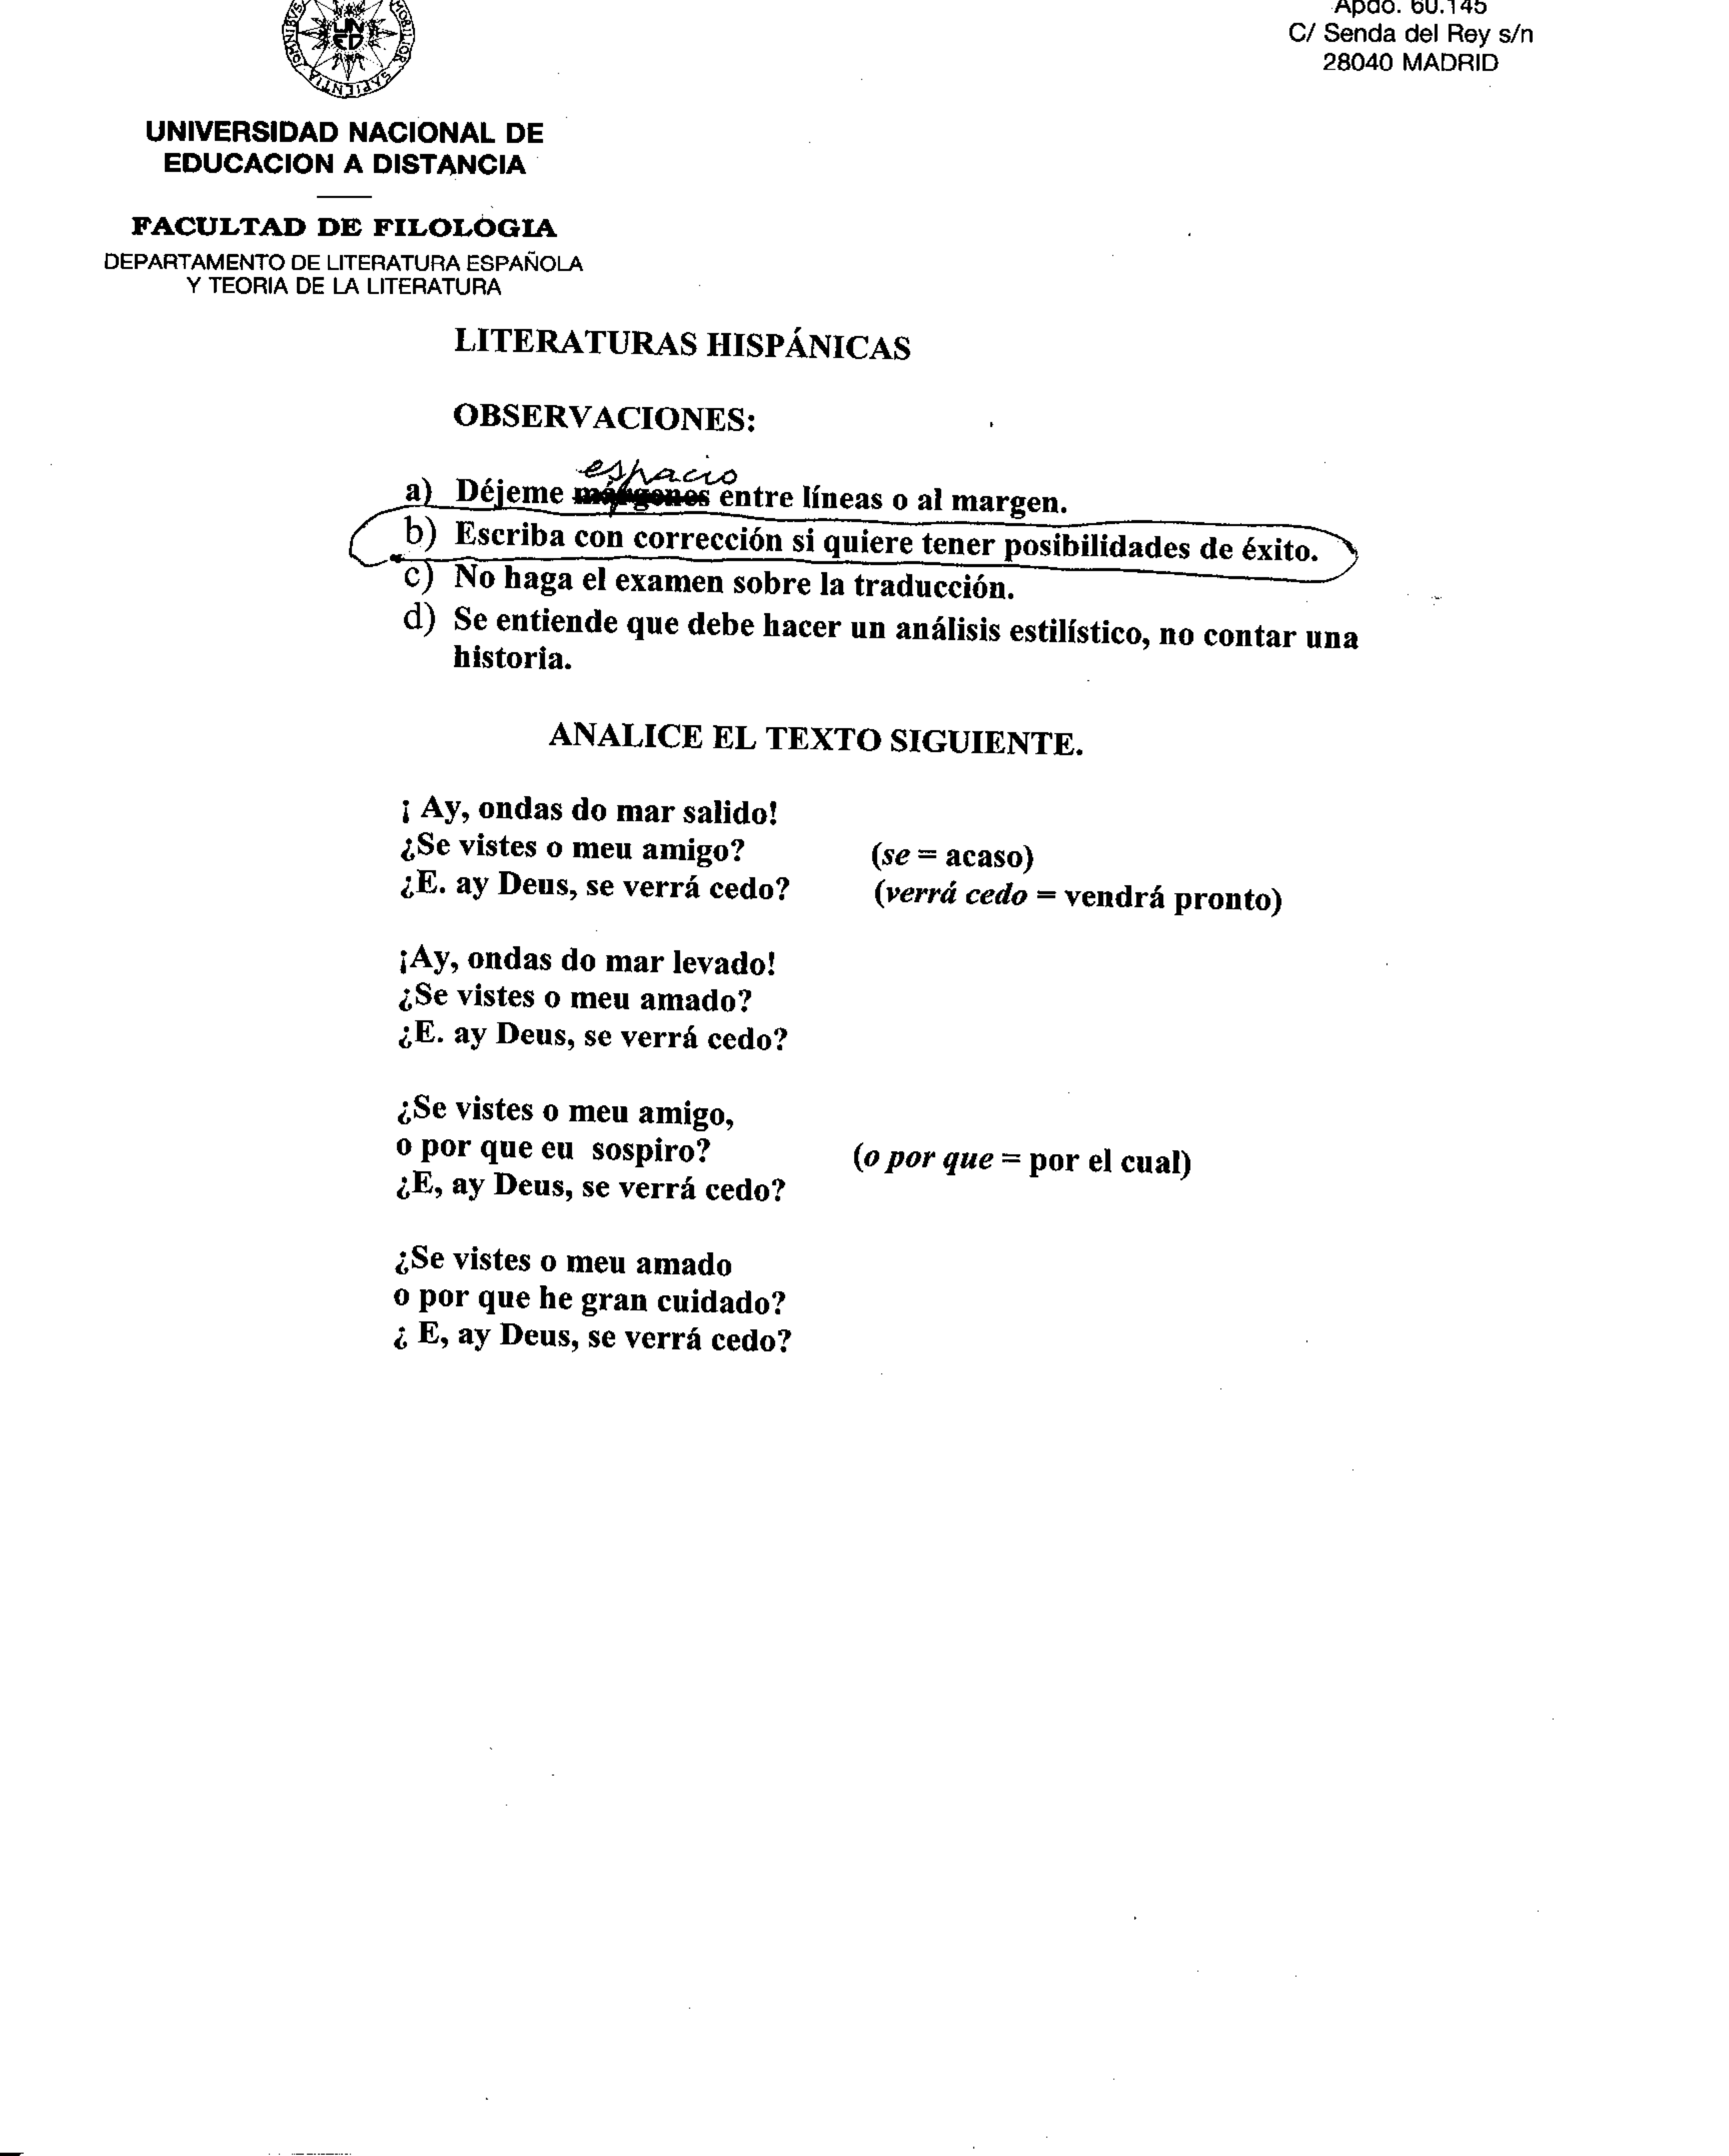 OMNIBVS MOBILIOR SAPIENTIA
UNED
Apdo. 60.145
C/ Senda del Rey s/n
28040 MADRID
UNIVERSIDAD NACIONAL DE
EDUCACION A DISTANCIA
FACULTAD DE FILOLOGIA
DEPARTAMENTO DE LITERATURA ESPAÑOLA
Y TEORIA DE LA LITERATURA
LITERATURAS HISPÁNICAS
OBSERVACIONES:
espacio
a) Déjeme márgenes entre líneas o al margen.
b) Escriba con corrección si quiere tener posibilidades de éxito.
c) No haga el examen sobre la traducción.
d) Se entiende que debe hacer un análisis estilístico, no contar una
historia.
ANALICE EL TEXTO SIGUIENTE.
¡ Ay, ondas do mar salido!
¿Se vistes o meu amigo? (se = acaso)
¿E. ay Deus, se verrá cedo? (verrá cedo = vendrá pronto)
¡Ay, ondas do mar levado!
¿Se vistes o meu amado?
¿E. ay Deus, se verrá cedo?
¿Se vistes o meu amigo,
o por que eu sospiro? (o por que = por el cual)
¿E, ay Deus, se verrá cedo?
¿Se vistes o meu amado
o por que he gran cuidado?
¿ E, ay Deus, se verrá cedo?